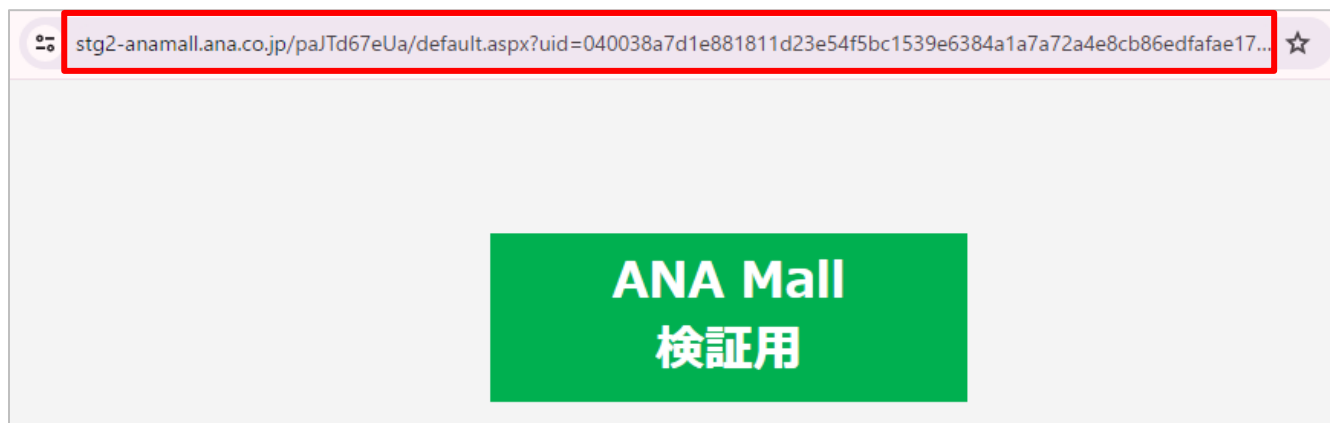 stg2-anamall.ana.co.jp/paJTd67eUa/default.aspx?uid=040038a7d1e881811d23e54f5bc1539e6384a1a7a72a4e8cb86edfafae17...
ANA Mall
検証用